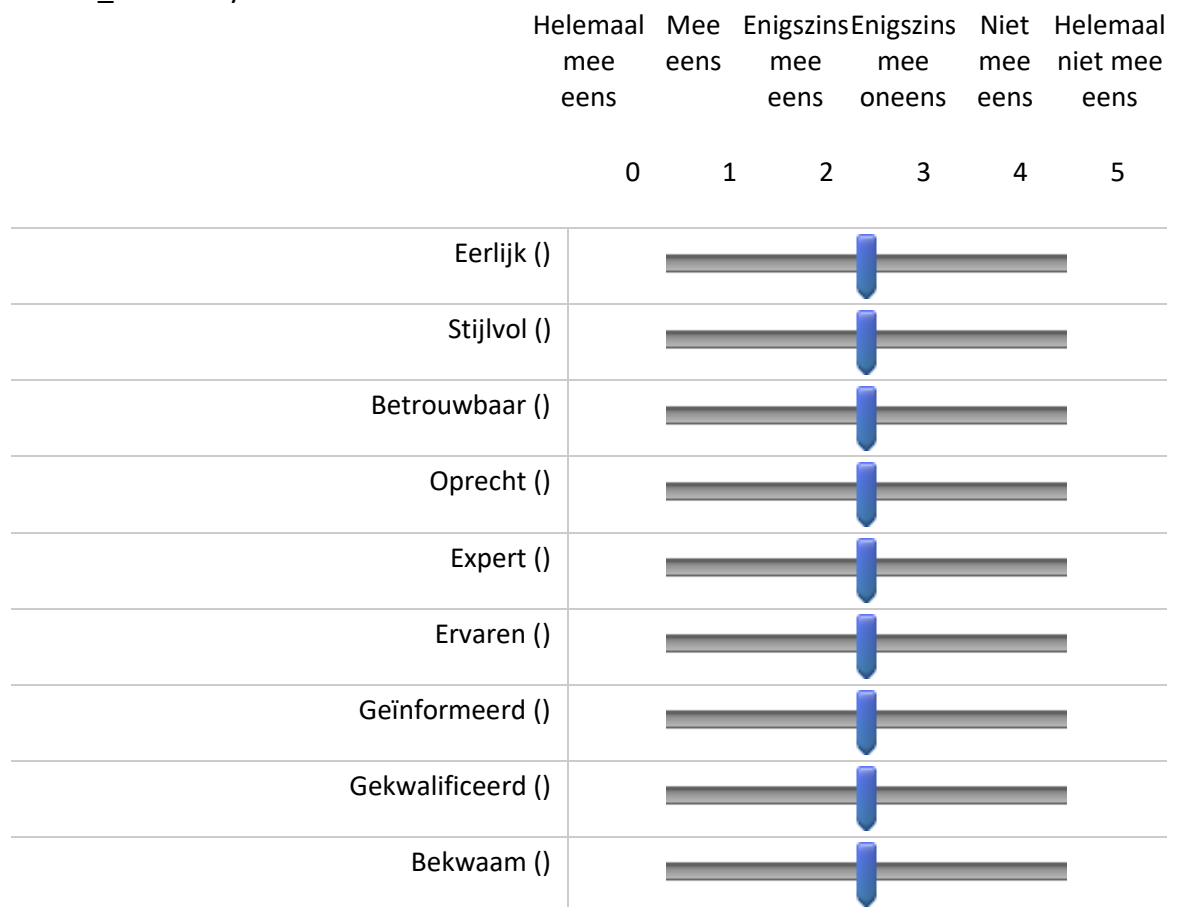 Helemaal mee eens Mee eens Enigszins mee eens Enigszins mee oneens Niet mee eens Helemaal niet mee eens
0 1 2 3 4 5
Eerlijk ()
Stijlvol ()
Betrouwbaar ()
Oprecht ()
Expert ()
Ervaren ()
Geïnformeerd ()
Gekwalificeerd ()
Bekwaam ()